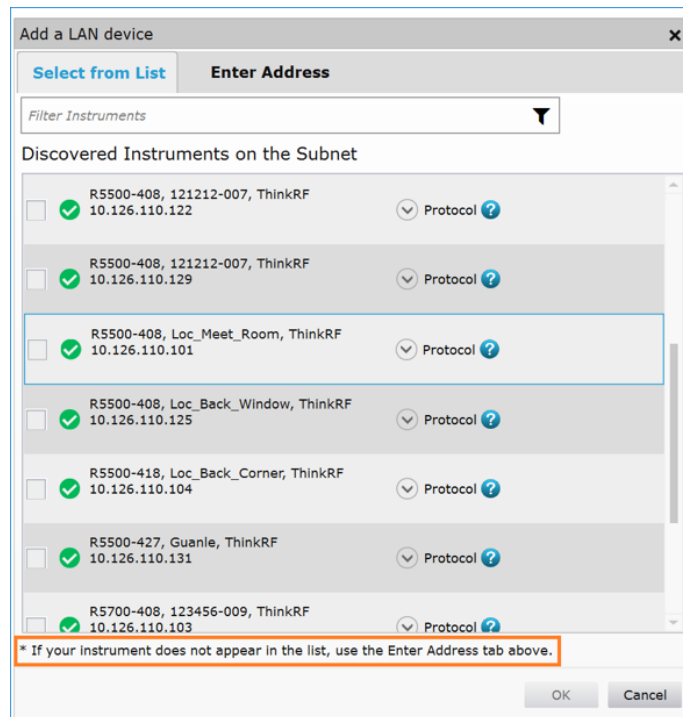 Add a LAN device
Select from List
Enter Address
Filter Instruments
Discovered Instruments on the Subnet
R5500-408, 121212-007, ThinkRF
10.126.110.122
Protocol ?
R5500-408, 121212-007, ThinkRF
10.126.110.129
Protocol ?
R5500-408, Loc_Meet_Room, ThinkRF
10.126.110.101
Protocol ?
R5500-408, Loc_Back_Window, ThinkRF
10.126.110.125
Protocol ?
R5500-418, Loc_Back_Corner, ThinkRF
10.126.110.104
Protocol ?
R5500-427, Guanle, ThinkRF
10.126.110.131
Protocol ?
R5700-408, 123456-009, ThinkRF
10.126.110.103
Protocol ?
* If your instrument does not appear in the list, use the Enter Address tab above.
OK
Cancel